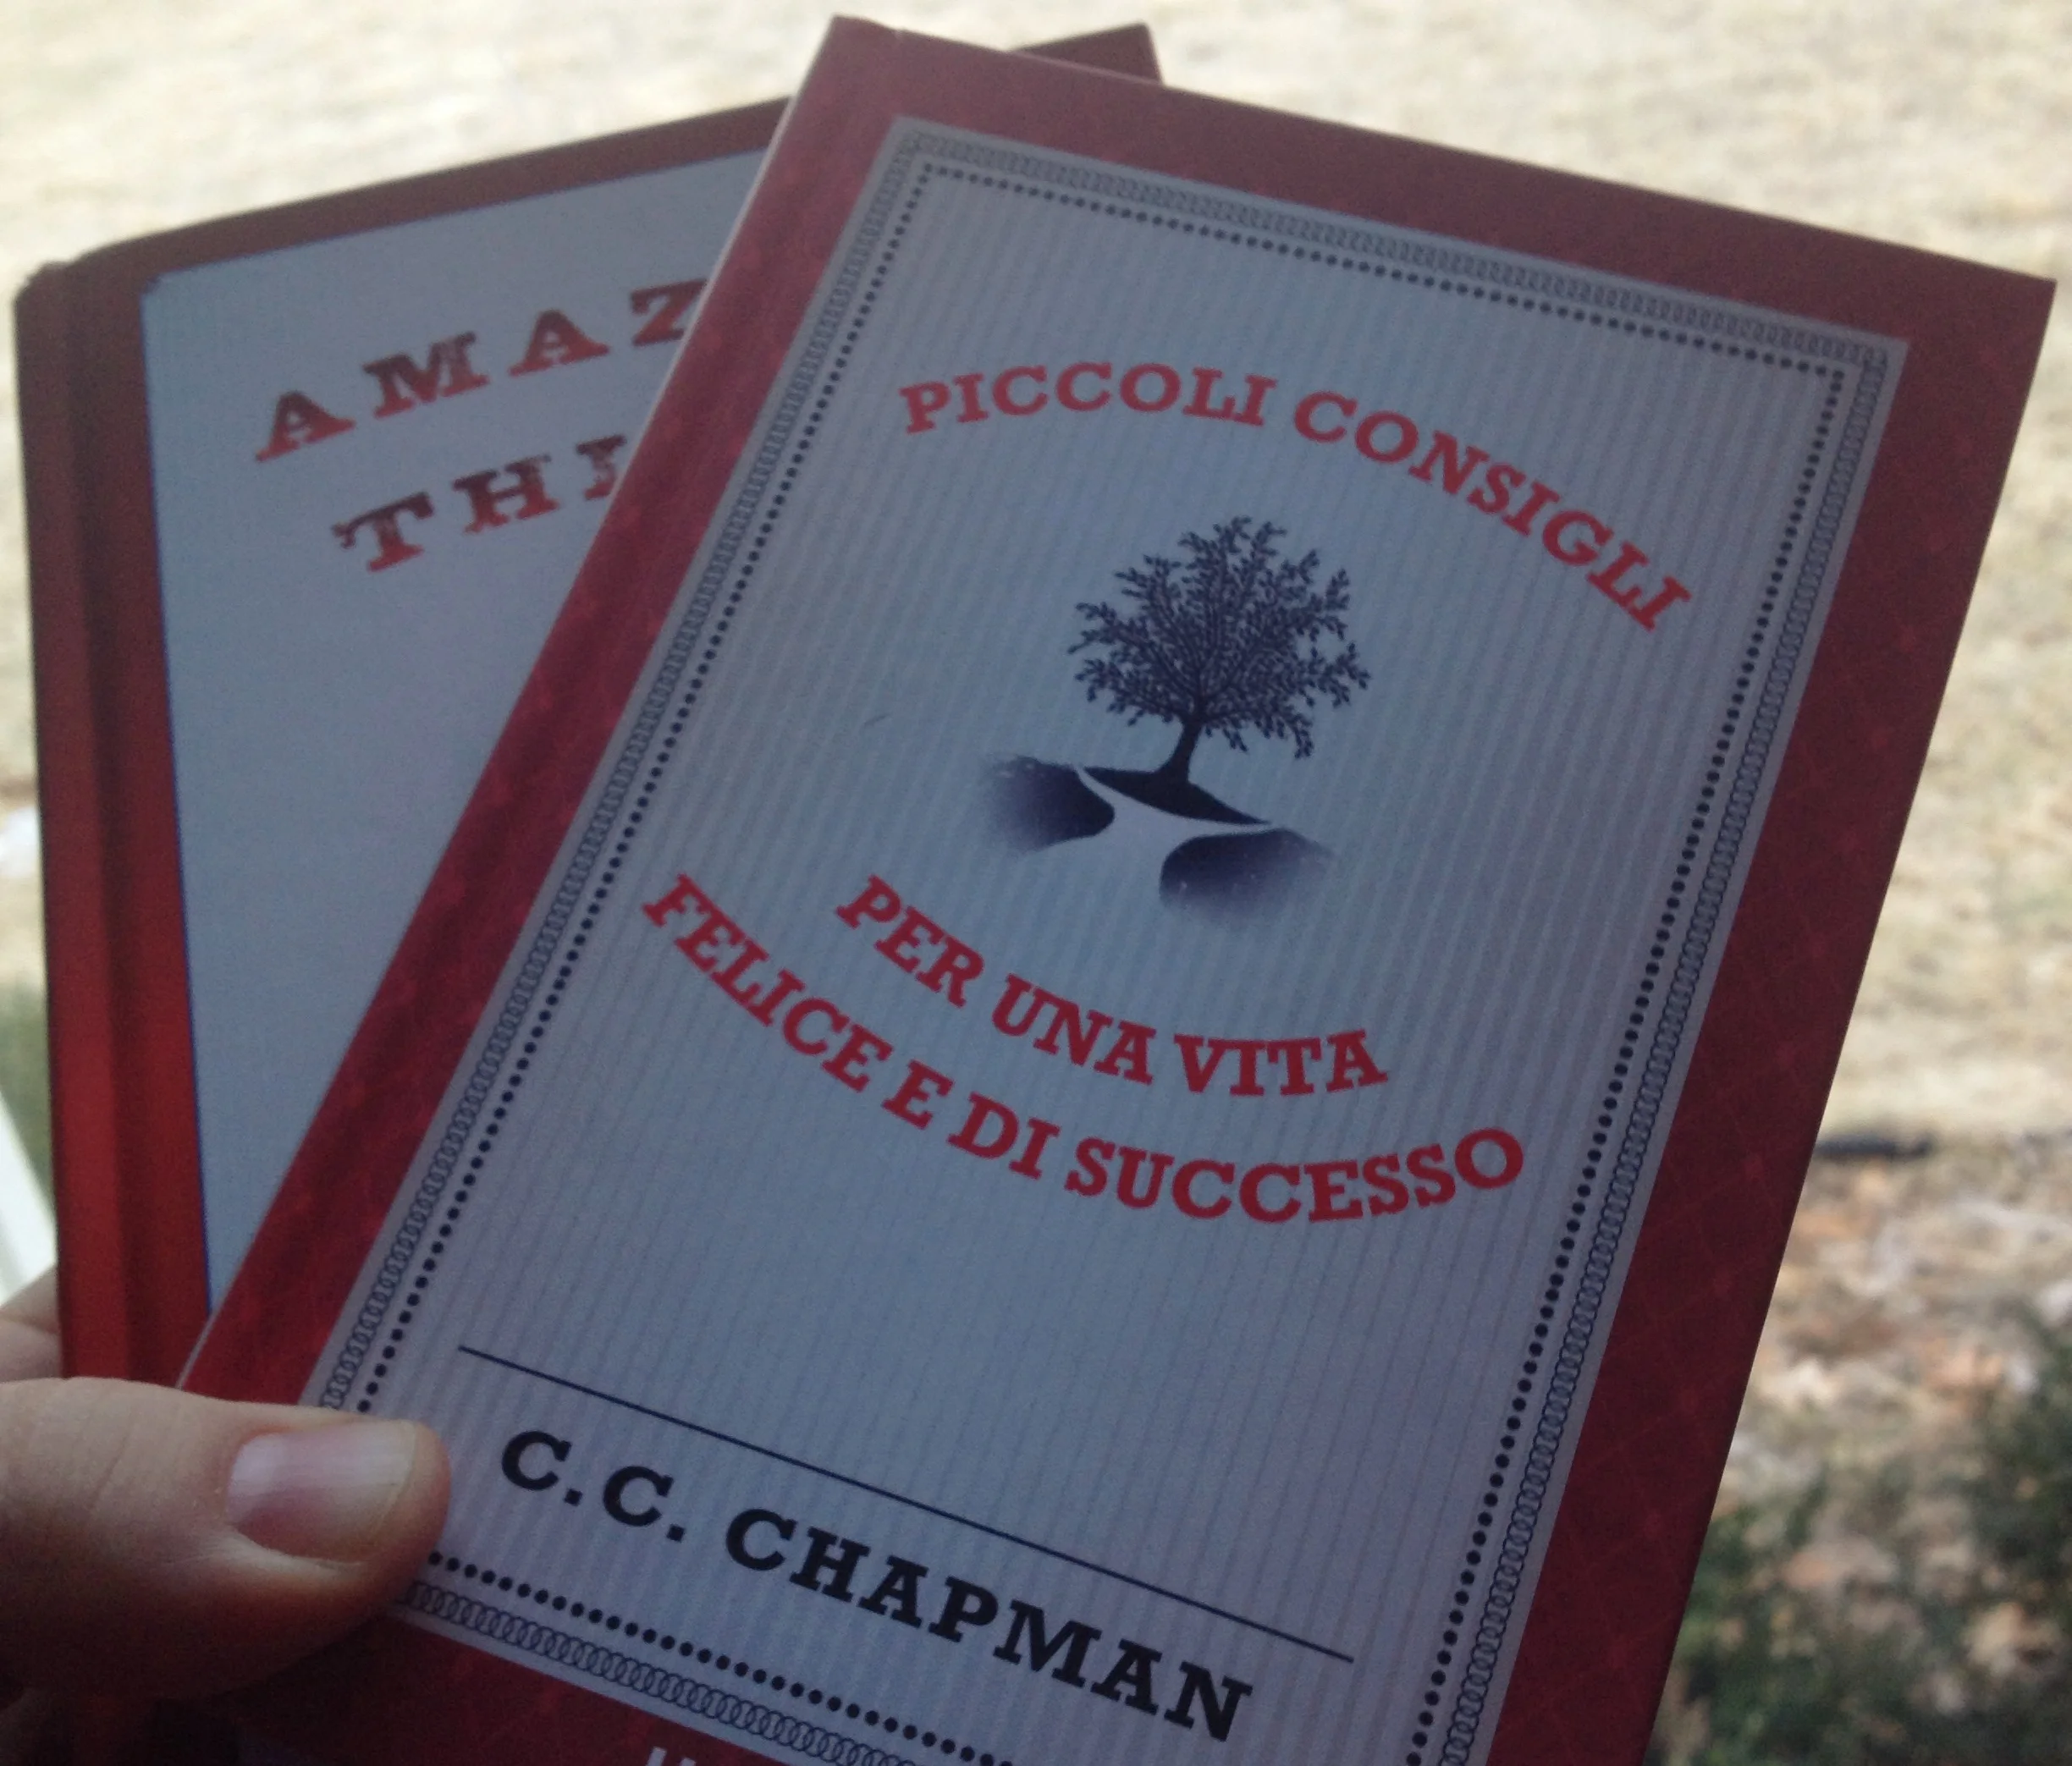 AMAZ
THI
PICCOLI CONSIGLI
PER UNA VITA
FELICE E DI SUCCESSO
C.C. CHAPMAN